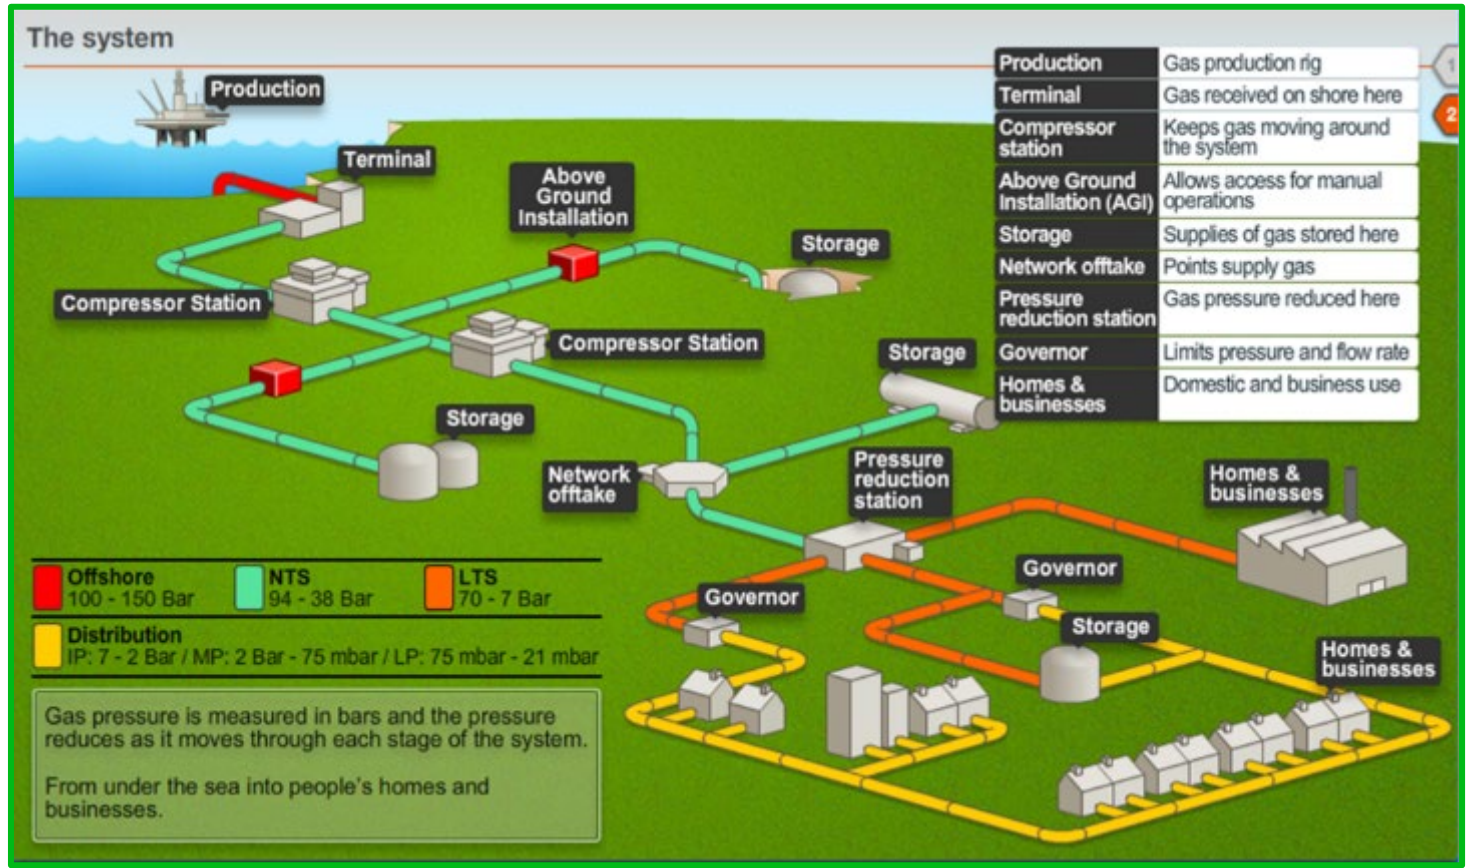 The system
Production
Terminal
Above
Ground
Installation
Storage
Compressor Station
Compressor Station
Storage
Storage
Network
offtake
Pressure
reduction
station
Homes &
businesses
Governor
Governor
Storage
Homes &
businesses
Production Gas production rig
Terminal Gas received on shore here
Compressor
station
Keeps gas moving around
the system
Above Ground
Installation (AGI)
Allows access for manual
operations
Storage Supplies of gas stored here
Network offtake Points supply gas
Pressure
reduction station
Gas pressure reduced here
Governor Limits pressure and flow rate
Homes &
businesses
Domestic and business use
1
2
Offshore
100 - 150 Bar
NTS
94 - 38 Bar
LTS
70 - 7 Bar
Distribution
IP: 7 - 2 Bar / MP: 2 Bar - 75 mbar / LP: 75 mbar - 21 mbar
Gas pressure is measured in bars and the pressure
reduces as it moves through each stage of the system.
From under the sea into people's homes and
businesses.